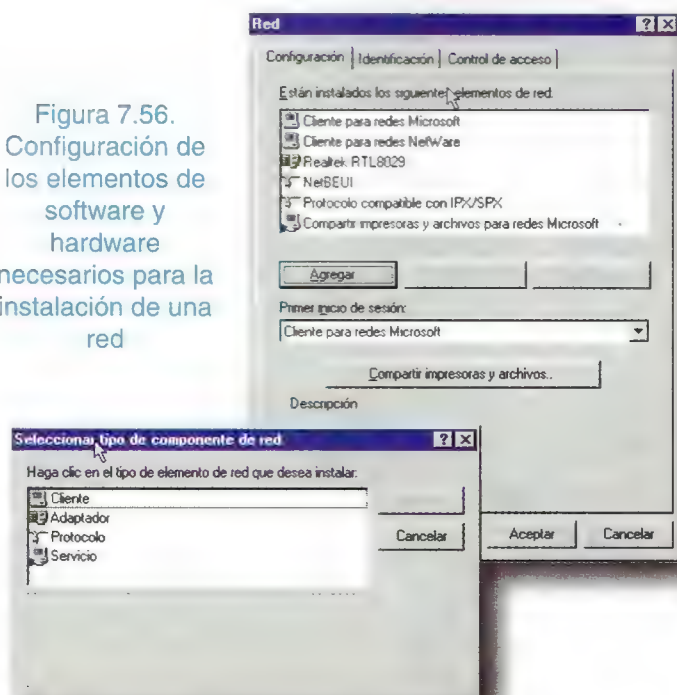 Figura 7.56.
Configuración de
los elementos de
software y
hardware
necesarios para la
instalación de una
red
Red
Configuración
Identificación
Control de acceso
Están instalados los siguientes elementos de red.
Cliente para redes Microsoft
Cliente para redes NetWare
Realtek RTL8029
NetBEUI
Protocolo compatible con IPX/SPX
Compartir impresoras y archivos para redes Microsoft
Agregar
Primer inicio de sesión:
Cliente para redes Microsoft
Compartir impresoras y archivos..
Descripción
Aceptar
Cancelar
Seleccionar tipo de componente de red
Haga clic en el tipo de elemento de red que desea instalar:
Cliente
Adaptador
Protocolo
Servicio
Cancelar